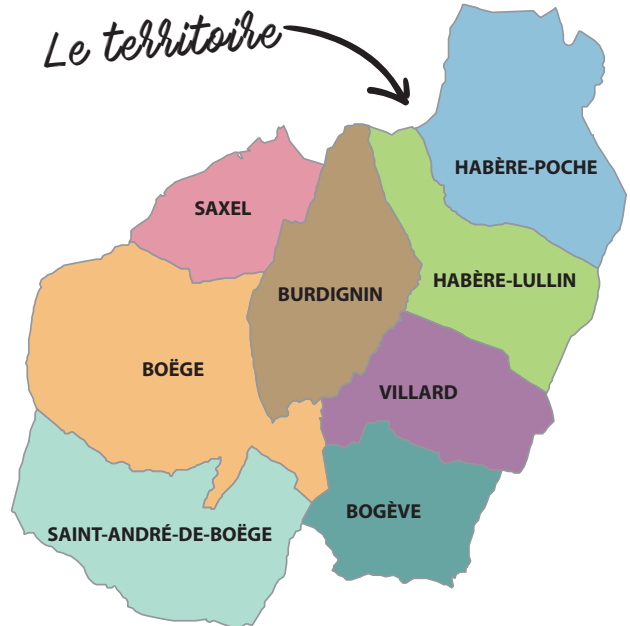 Le territoire
HABÈRE-POCHE
SAXEL
HABÈRE-LULLIN
BURDIGNIN
BOËGE
VILLARD
BOGÈVE
SAINT-ANDRÉ-DE-BOËGE